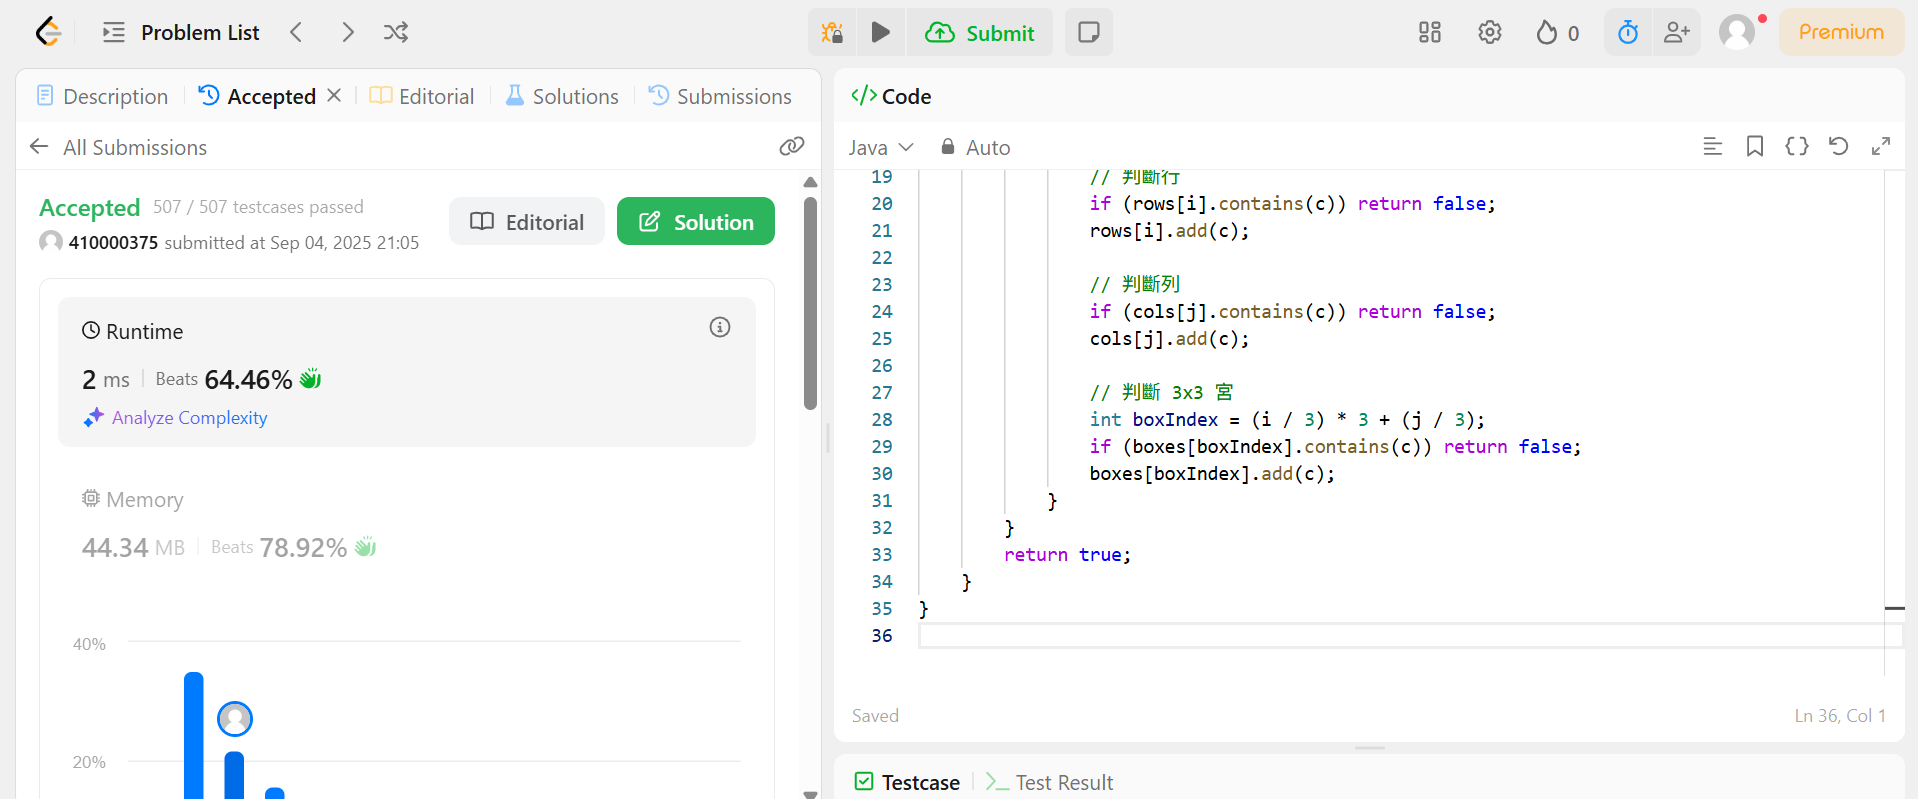 Problem List
Submit
0
Premium
Description
Accepted
Editorial
Solutions
Submissions
All Submissions
Accepted 507 / 507 testcases passed
410000375 submitted at Sep 04, 2025 21:05
Editorial
Solution
Runtime
2 ms Beats 64.46%
Analyze Complexity
Memory
44.34 MB Beats 78.92%
40%
20%
</> Code
Java Auto
19 // 判斷行
20 if (rows[i].contains(c)) return false;
21 rows[i].add(c);
22
23 // 判斷列
24 if (cols[j].contains(c)) return false;
25 cols[j].add(c);
26
27 // 判斷 3x3 宮
28 int boxIndex = (i / 3) * 3 + (j / 3);
29 if (boxes[boxIndex].contains(c)) return false;
30 boxes[boxIndex].add(c);
31 }
32 }
33 return true;
34 }
35 }
36
Saved
Ln 36, Col 1
Testcase
Test Result